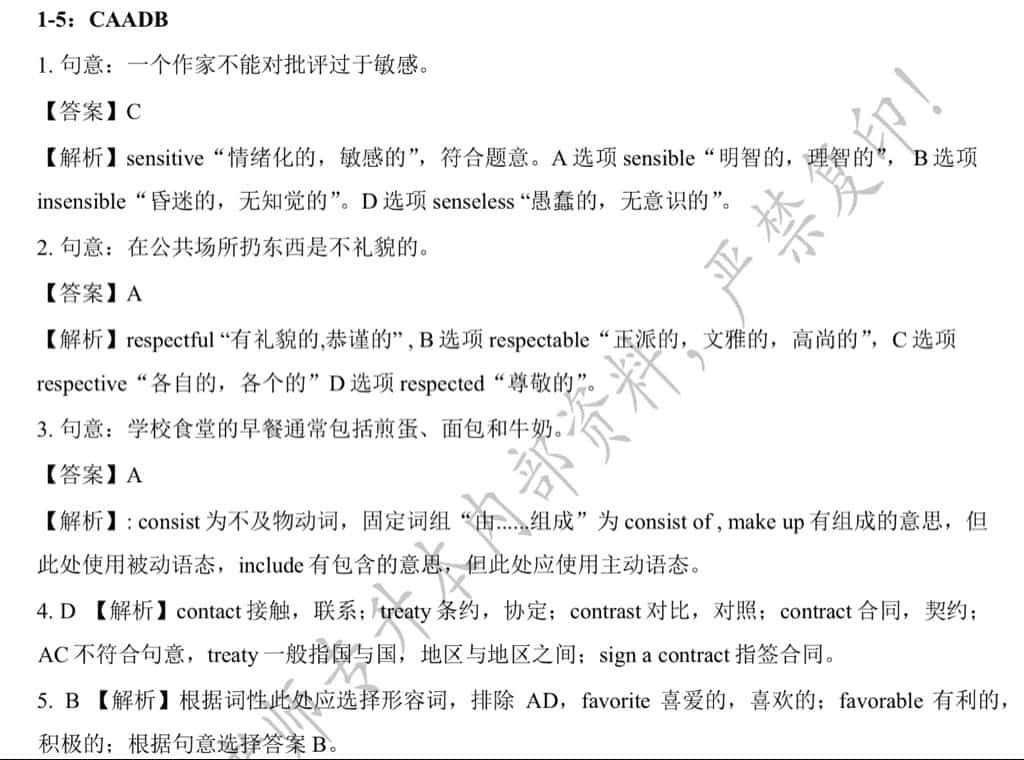 1-5：CAADB
1. 句意：一个作家不能对批评过于敏感。
【答案】C
【解析】sensitive“情绪化的，敏感的”，符合题意。A 选项 sensible“明智的，理智的”， B 选项
insensible“昏迷的，无知觉的”。D 选项 senseless “愚蠢的，无意识的”。
2. 句意：在公共场所扔东西是不礼貌的。
【答案】A
【解析】respectful “有礼貌的,恭谨的” , B 选项 respectable“正派的，文雅的，高尚的”，C 选项
respective“各自的，各个的”D 选项 respected“尊敬的”。
3. 句意：学校食堂的早餐通常包括煎蛋、面包和牛奶。
【答案】A
【解析】: consist 为不及物动词，固定词组“由......组成”为 consist of , make up 有组成的意思，但
此处使用被动语态，include 有包含的意思，但此处应使用主动语态。
4. D 【解析】contact 接触，联系；treaty 条约，协定；contrast 对比，对照；contract 合同，契约；
AC 不符合句意，treaty 一般指国与国，地区与地区之间；sign a contract 指签合同。
5. B 【解析】根据词性此处应选择形容词，排除 AD，favorite 喜爱的，喜欢的；favorable 有利的，
积极的；根据句意选择答案 B。
师专升本内部资料，严禁复印！